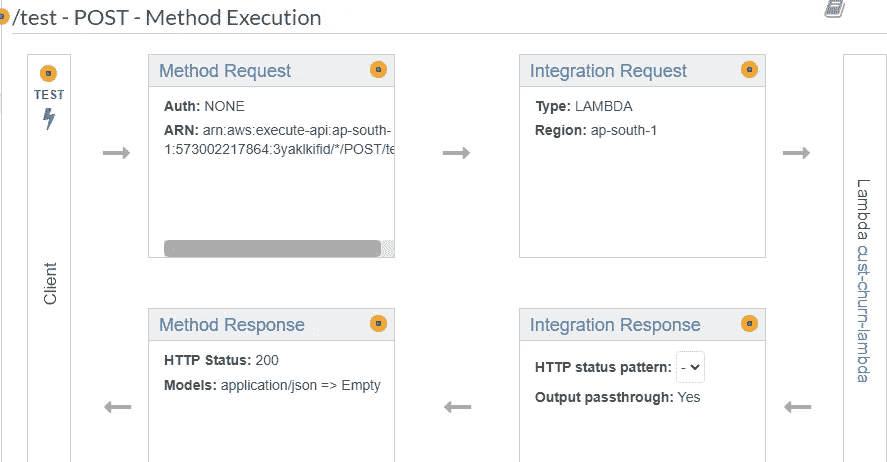 /test - POST - Method Execution
TEST
Client
Method Request
Auth: NONE
ARN: arn:aws:execute-api:ap-south-
1:573002217864:3yaklkifid/*/POST/te
Integration Request
Type: LAMBDA
Region: ap-south-1
Lambda cust-churn-lambda
Method Response
HTTP Status: 200
Models: application/json => Empty
Integration Response
HTTP status pattern: -
Output passthrough: Yes